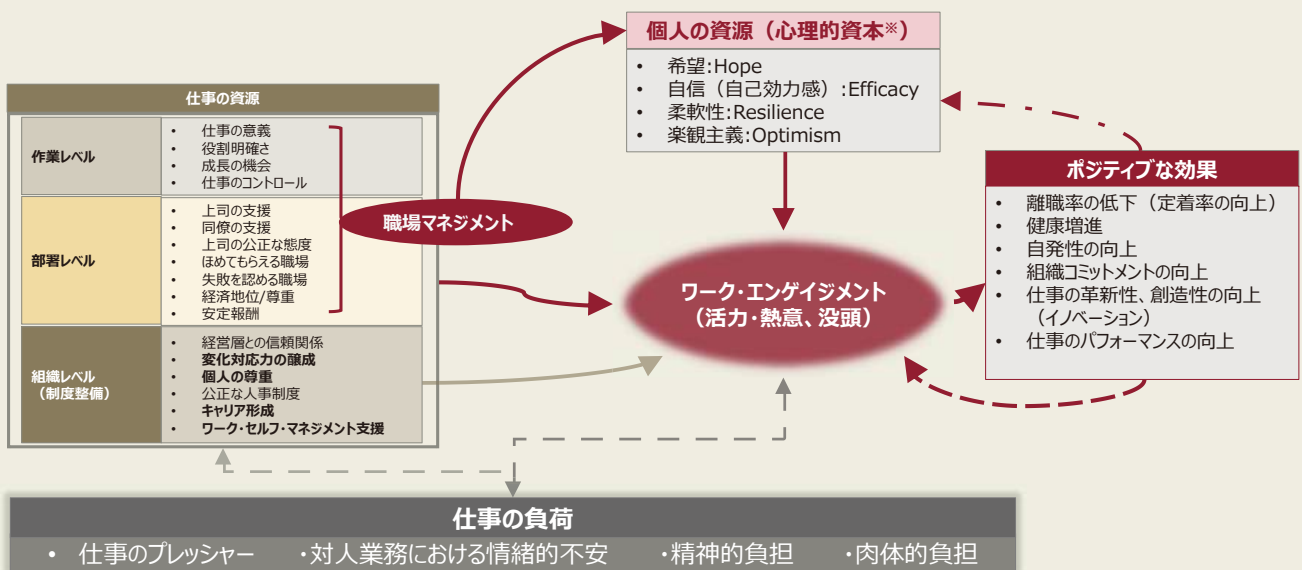 個人の資源（心理的資本※）
• 希望:Hope
• 自信（自己効力感）:Efficacy
• 柔軟性:Resilience
• 楽観主義:Optimism
仕事の資源
作業レベル
• 仕事の意義
• 役割明確さ
• 成長の機会
• 仕事のコントロール
部署レベル
• 上司の支援
• 同僚の支援
• 上司の公正な態度
• ほめてもらえる職場
• 失敗を認める職場
• 経済地位/尊重
• 安定報酬
組織レベル
（制度整備）
• 経営層との信頼関係
• 変化対応力の醸成
• 個人の尊重
• 公正な人事制度
• キャリア形成
• ワーク・セルフ・マネジメント支援
職場マネジメント
ワーク・エンゲイジメント
（活力・熱意、没頭）
ポジティブな効果
• 離職率の低下（定着率の向上）
• 健康増進
• 自発性の向上
• 組織コミットメントの向上
• 仕事の革新性、創造性の向上
（イノベーション）
• 仕事のパフォーマンスの向上
仕事の負荷
• 仕事のプレッシャー ・対人業務における情緒的不安 ・精神的負担 ・肉体的負担